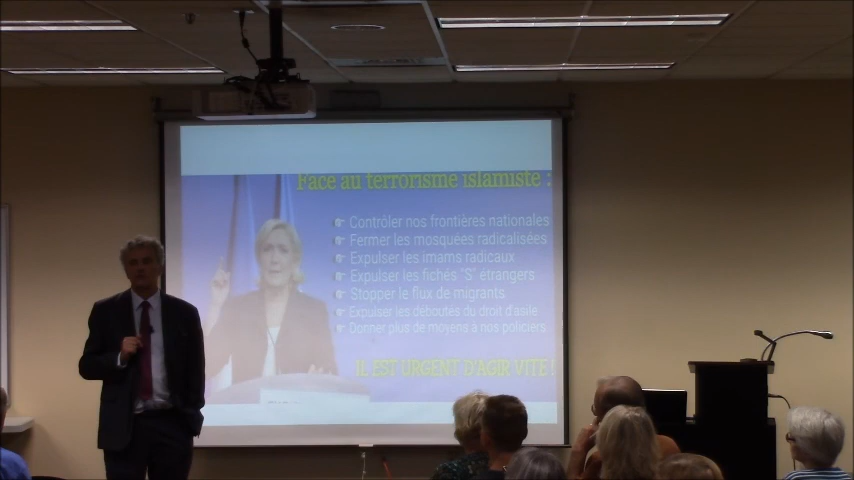 Face au terrorisme islamiste :
Contrôler nos frontières nationales
Fermer les mosquées radicalisées
Expulser les imams radicaux
Expulser les fichés "S" étrangers
Stopper le flux de migrants
Expulser les déboutés du droit d'asile
Donner plus de moyens à nos policiers
IL EST URGENT D'AGIR VITE !